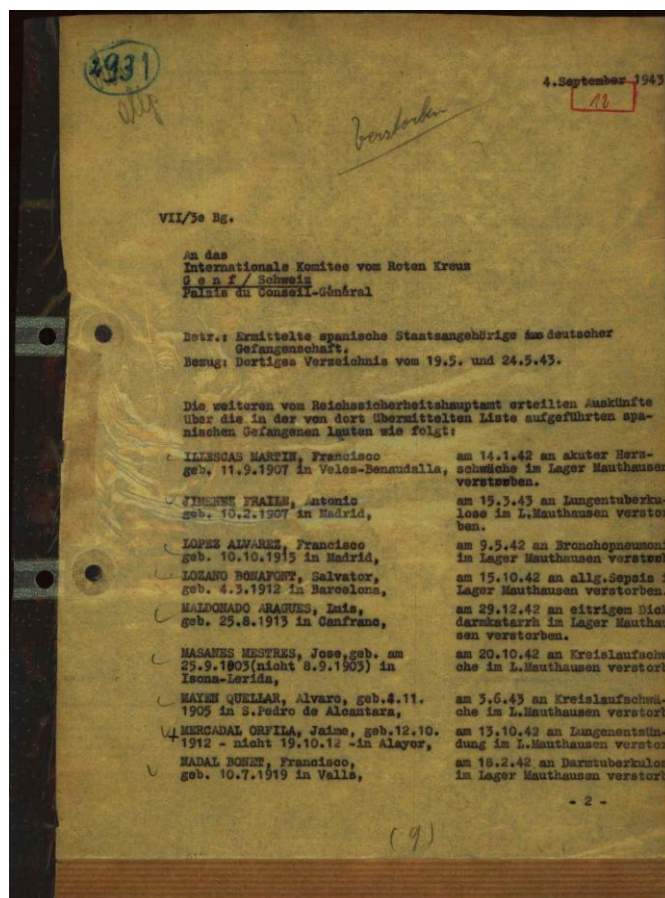 2931
4.September 1943
12
Verstorben
VII/3e Bg.
An das
Internationale Komitee vom Roten Kreuz
G e n f / Schweiz
Palais du Conseil-Général
Betr.: Ermittelte spanische Staatsangehörige in deutscher
Gefangenschaft.
Bezug: Dortiges Verzeichnis vom 19.5. und 24.5.43.
Die weiteren vom Reichssicherheitshauptamt erteilten Auskünfte
über die in der von dort übermittelten Liste aufgeführten spa-
nischen Gefangenen lauten wie folgt:
ILLESCAS MARTIN, Francisco am 14.1.42 an akuter Herz-
geb. 11.9.1907 in Veles-Benaudalla, schwäche im Lager Mauthausen
verstorben.
JIMENEZ FRAILE, Antonio am 15.3.43 an Lungentuberku-
geb. 10.2.1907 in Madrid, lose im L.Mauthausen verstor
ben.
LOPEZ ALVAREZ, Francisco am 9.5.42 an Bronchopneumoni
geb. 10.10.1915 in Madrid, im Lager Mauthausen verstorb
LOZANO BONAFONT, Salvator, am 15.10.42 an allg.Sepsis i
geb. 4.3.1912 in Barcelona, Lager Mauthausen verstorben.
MALDONADO ARAGUES, Luis, am 29.12.42 an eitrigem Dick
geb. 25.8.1913 in Canfranc, darmkatarrh im Lager Mauthau
sen verstorben.
MASANES MESTRES, Jose,geb. am am 20.10.42 an Kreislaufschw
25.9.1803(nicht 8.9.1903) in che im L.Mauthausen verstorb
Isona-Lerida,
MAYEN QUELLAR, Alvaro, geb.4.11. am 3.6.43 an Kreislaufschwä-
1905 in S.Pedro de Alcantara, che im L.Mauthausen verstorb
MERCADAL ORFILA, Jaime, geb.12.10. am 13.10.42 an Lungenentzün-
1912 - nicht 19.10.12 -in Alayor, dung im L.Mauthausen verstor
NADAL BONET, Francisco, am 18.2.42 an Darmtuberkulos
geb. 10.7.1919 in Valls, im Lager Mauthausen verstorb
- 2 -
(9)